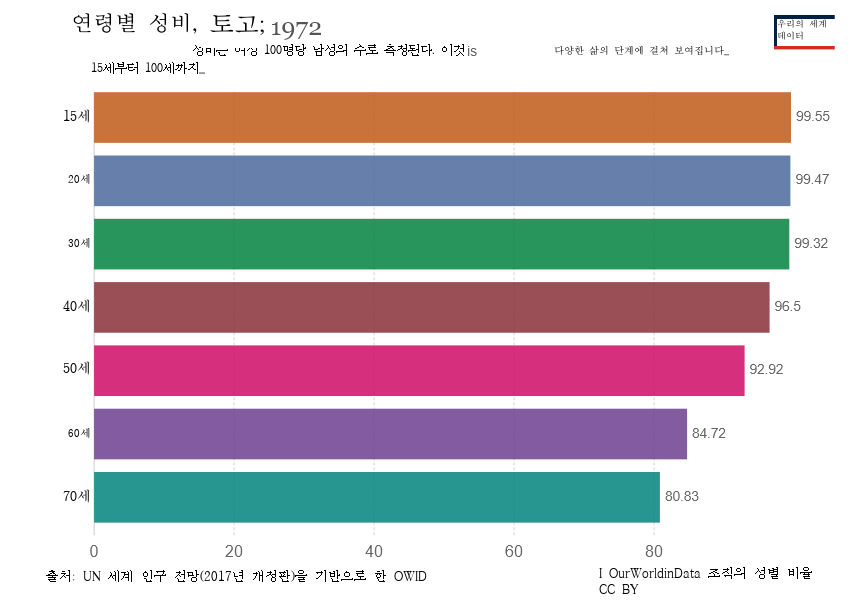 연령별 성비, 토고; 1972
우리의 세계
데이터
성비는 여성 100명당 남성의 수로 측정된다. 이것is 다양한 삶의 단계에 걸쳐 보여집니다_
15세부터 100세까지_
15세 99.55
20세 99.47
30세 99.32
40세 96.5
50세 92.92
60세 84.72
70세 80.83
0 20 40 60 80
출처: UN 세계 인구 전망(2017년 개정판)을 기반으로 한 OWID
I OurWorldinData 조직의 성별 비율
CC BY